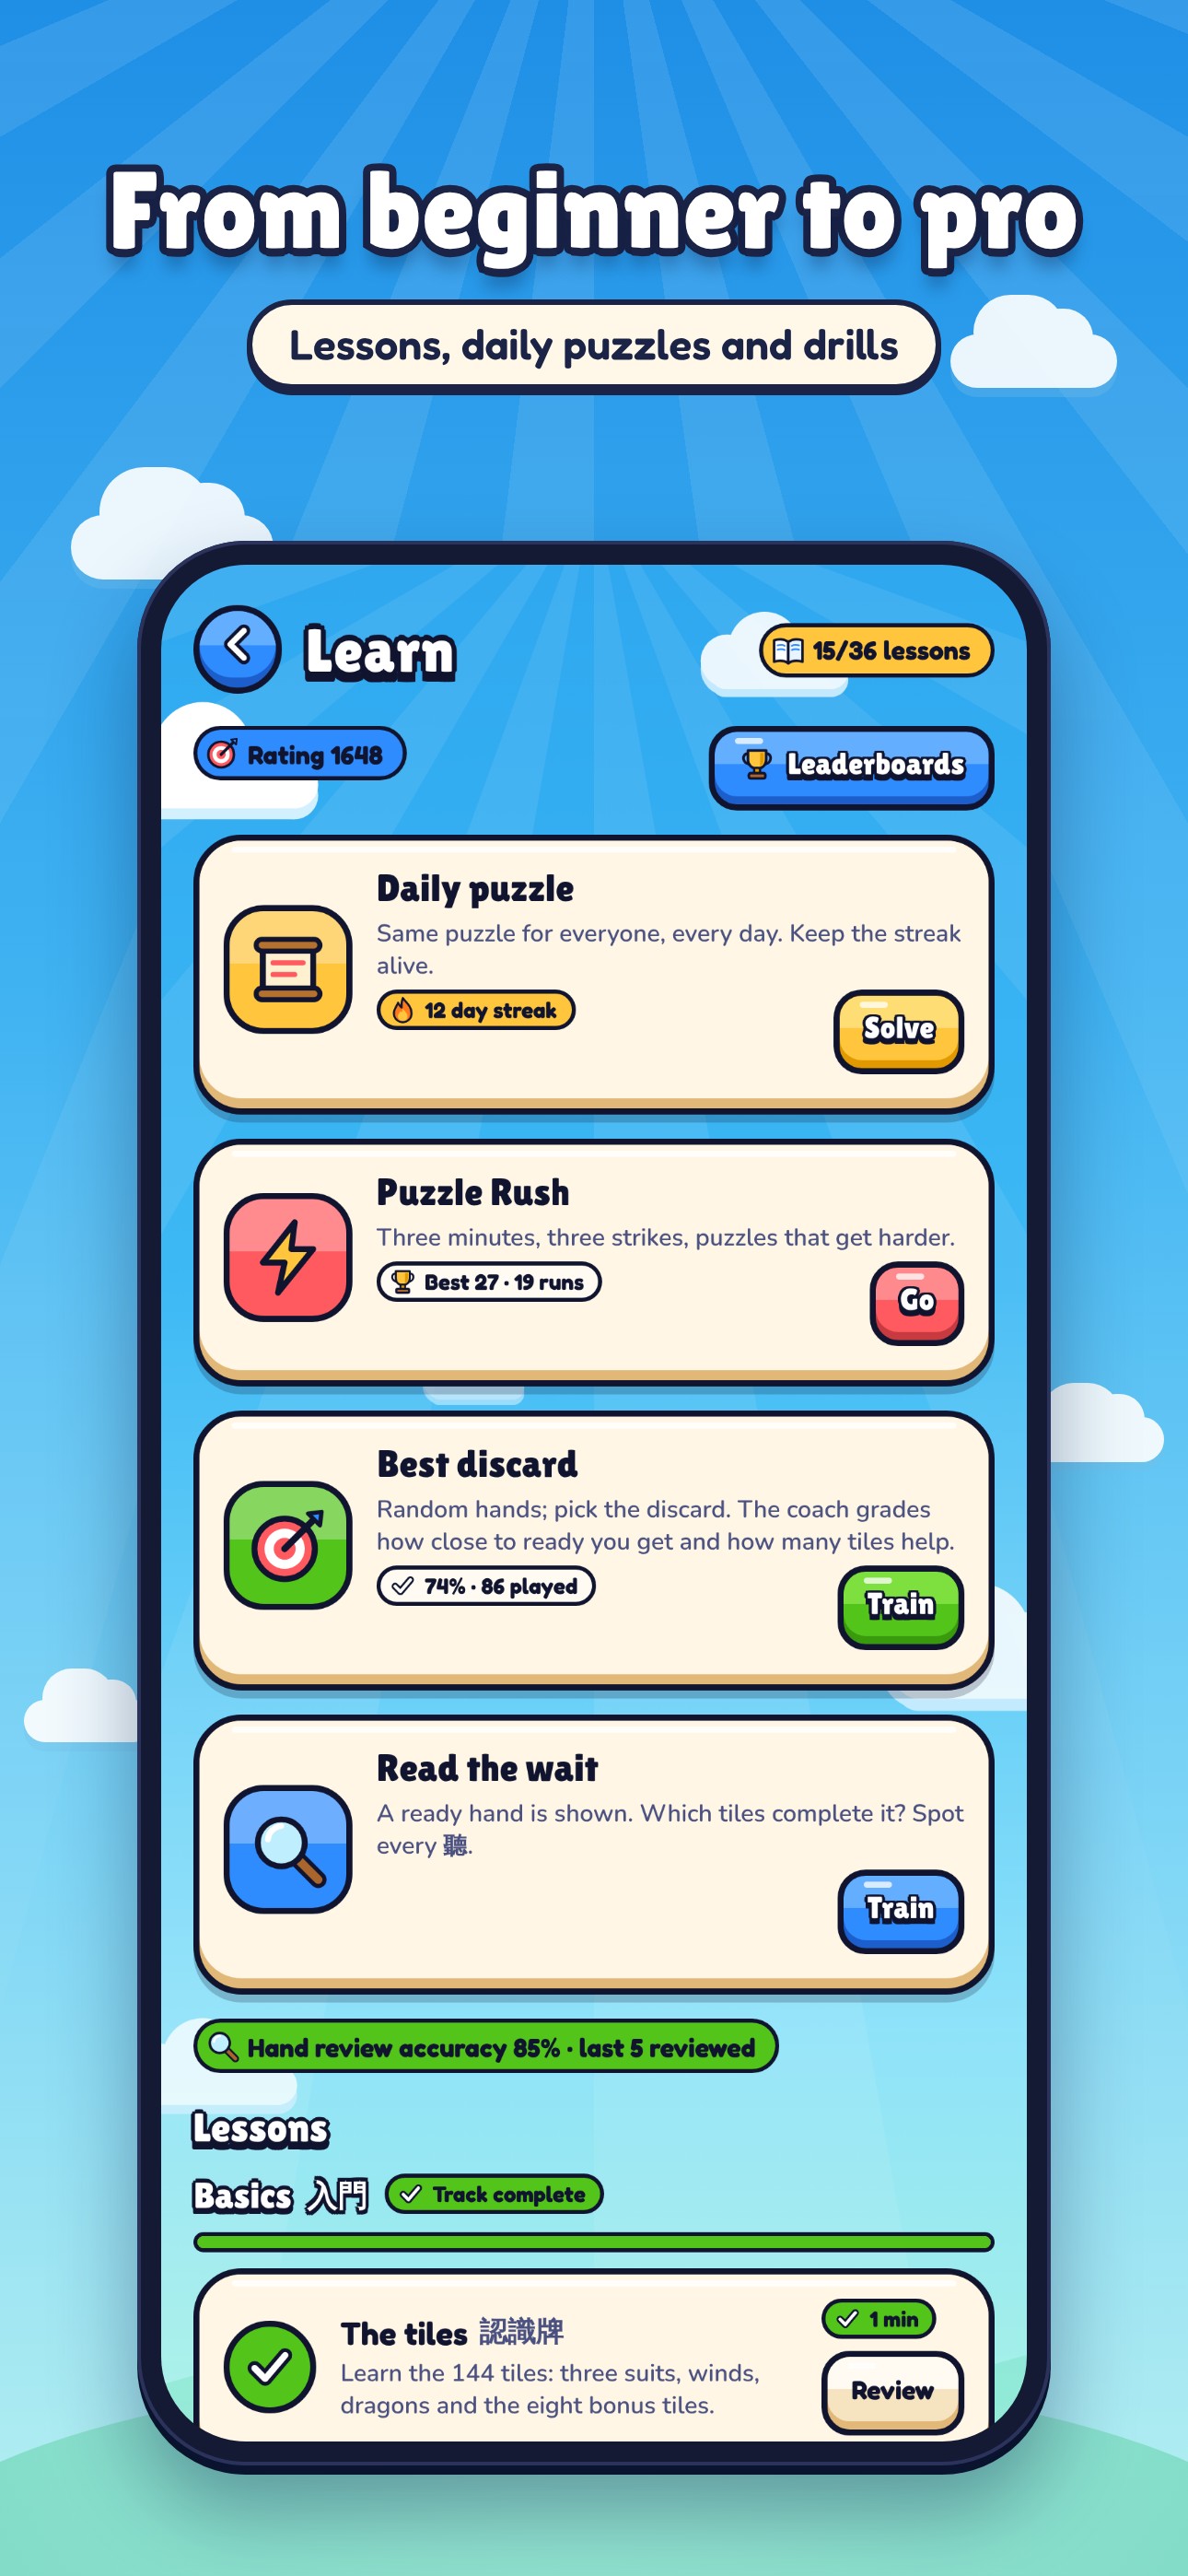 From beginner to pro
Lessons, daily puzzles and drills
Learn
15/36 lessons
Rating 1648
Leaderboards
Daily puzzle
Same puzzle for everyone, every day. Keep the streak
alive.
12 day streak
Solve
Puzzle Rush
Three minutes, three strikes, puzzles that get harder.
Best 27 · 19 runs
Go
Best discard
Random hands; pick the discard. The coach grades
how close to ready you get and how many tiles help.
74% · 86 played
Train
Read the wait
A ready hand is shown. Which tiles complete it? Spot
every 聽.
Train
Hand review accuracy 85% · last 5 reviewed
Lessons
Basics 入門
Track complete
The tiles 認識牌
1 min
Learn the 144 tiles: three suits, winds,
dragons and the eight bonus tiles.
Review